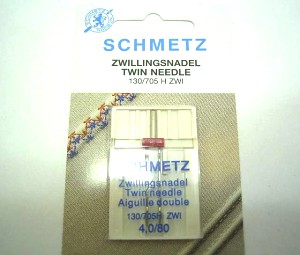 SCHMETZ
ZWILLINGSNADEL
TWIN NEEDLE
130/705 H ZWI
SCHMETZ
Zwillingsnadel
Twin needle
Aiguille double
130/705H ZWI
4,0/80